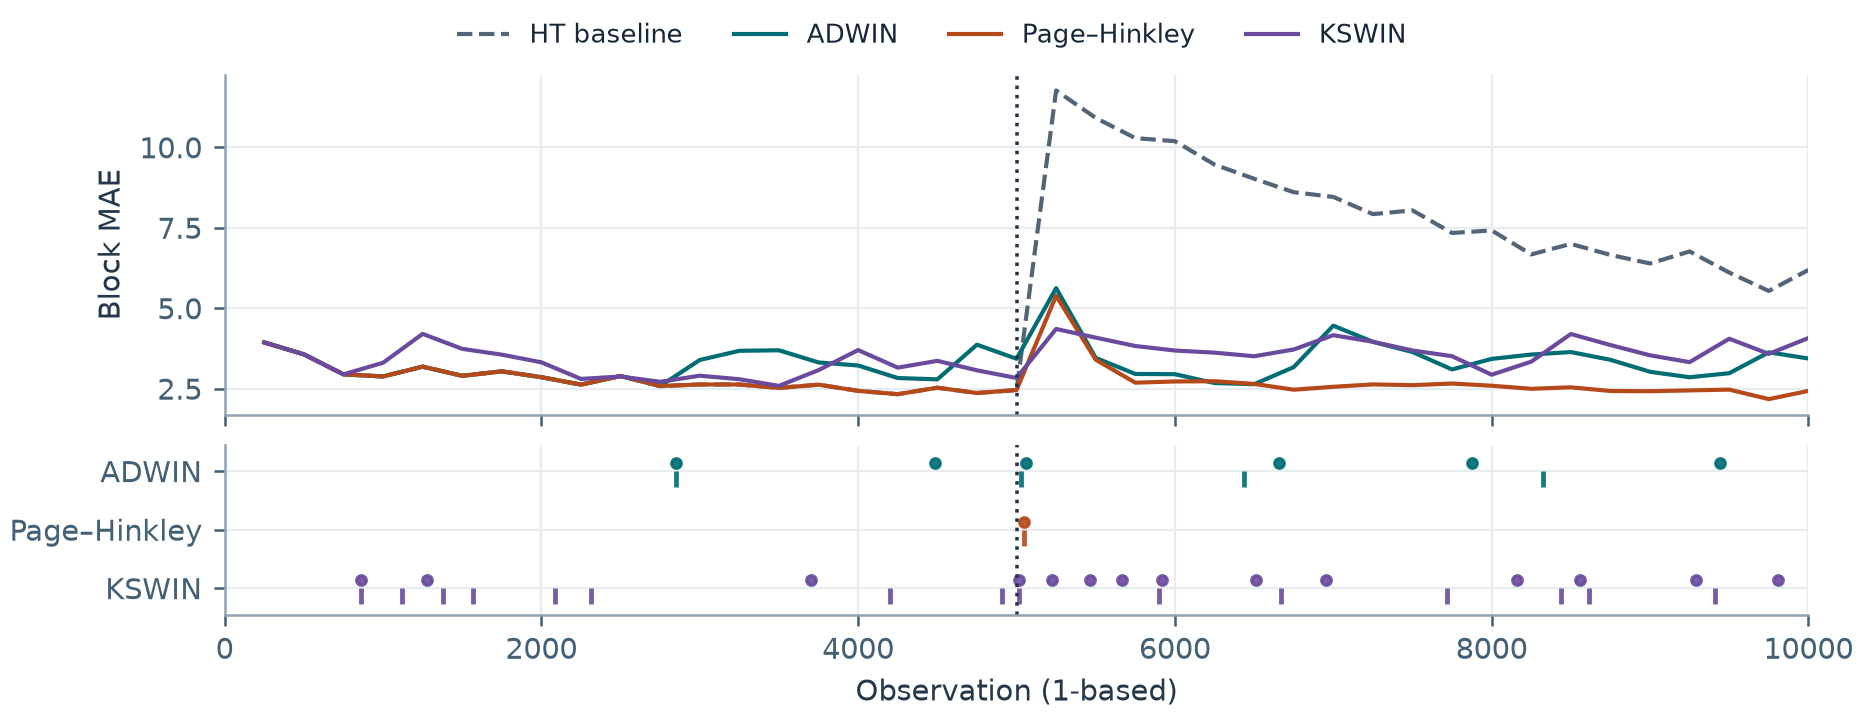 HT baseline ADWIN Page–Hinkley KSWIN
Block MAE
10.0
7.5
5.0
2.5
ADWIN
Page–Hinkley
KSWIN
0 2000 4000 6000 8000 10000
Observation (1-based)